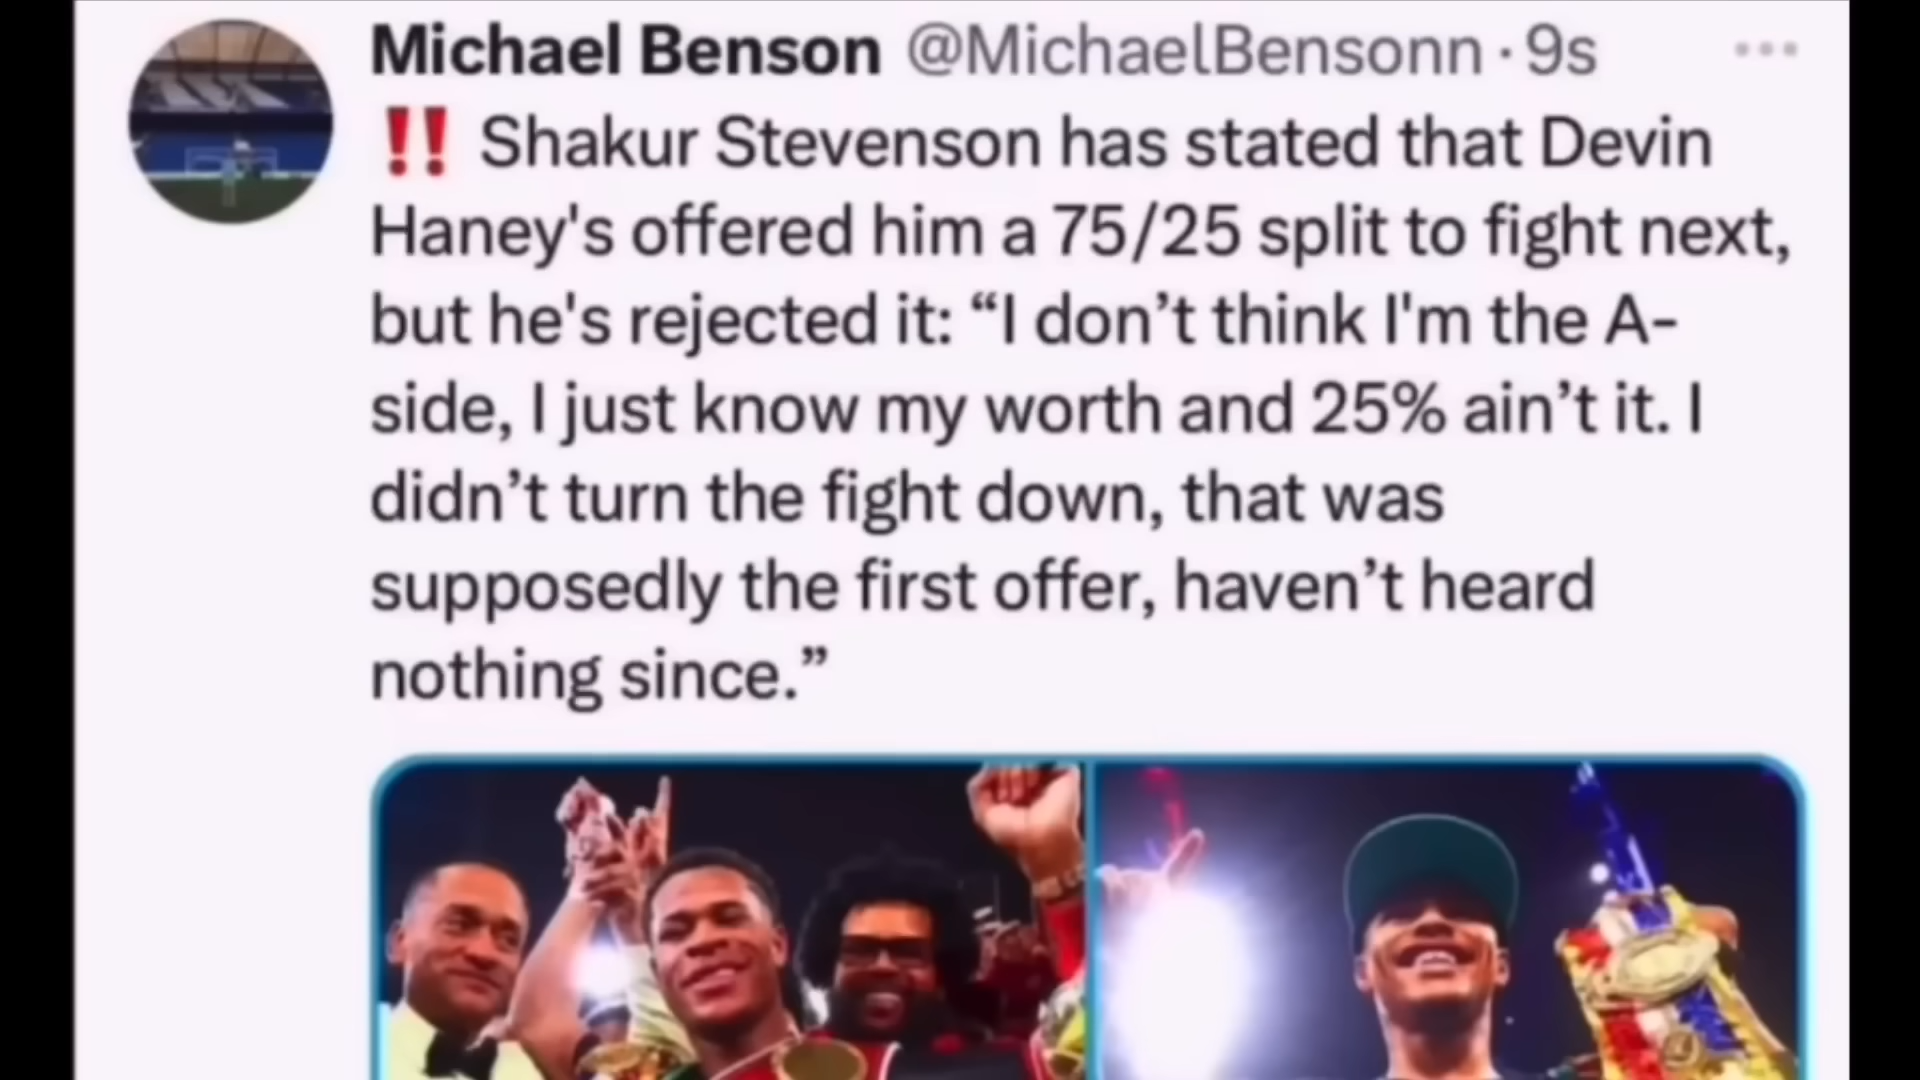 Michael Benson @MichaelBensonn · 9s
‼️ Shakur Stevenson has stated that Devin
Haney's offered him a 75/25 split to fight next,
but he's rejected it: “I don’t think I'm the A-
side, I just know my worth and 25% ain’t it. I
didn’t turn the fight down, that was
supposedly the first offer, haven’t heard
nothing since.”